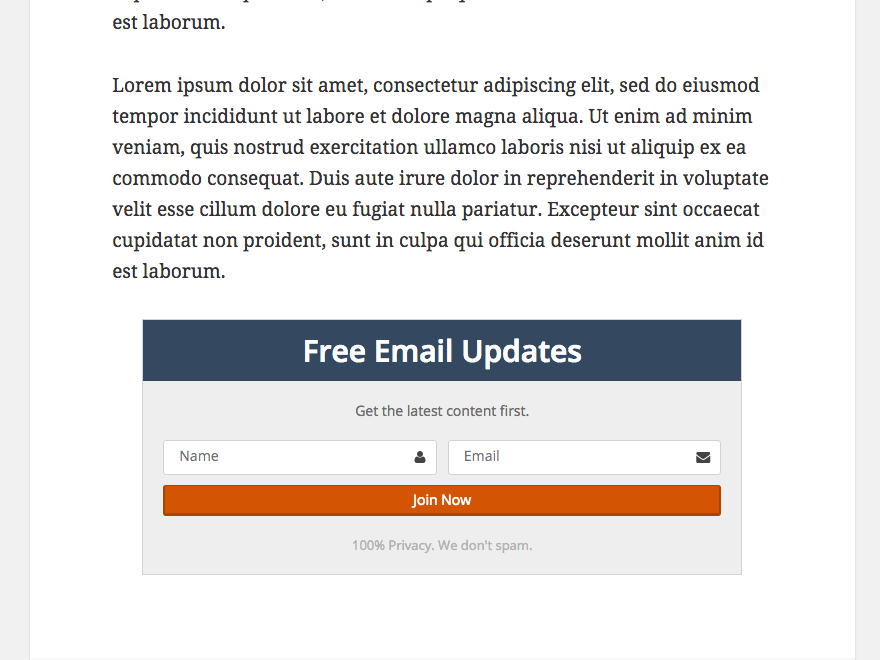 est laborum.
Lorem ipsum dolor sit amet, consectetur adipiscing elit, sed do eiusmod
tempor incididunt ut labore et dolore magna aliqua. Ut enim ad minim
veniam, quis nostrud exercitation ullamco laboris nisi ut aliquip ex ea
commodo consequat. Duis aute irure dolor in reprehenderit in voluptate
velit esse cillum dolore eu fugiat nulla pariatur. Excepteur sint occaecat
cupidatat non proident, sunt in culpa qui officia deserunt mollit anim id
est laborum.
Free Email Updates
Get the latest content first.
Name
Email
Join Now
100% Privacy. We don't spam.